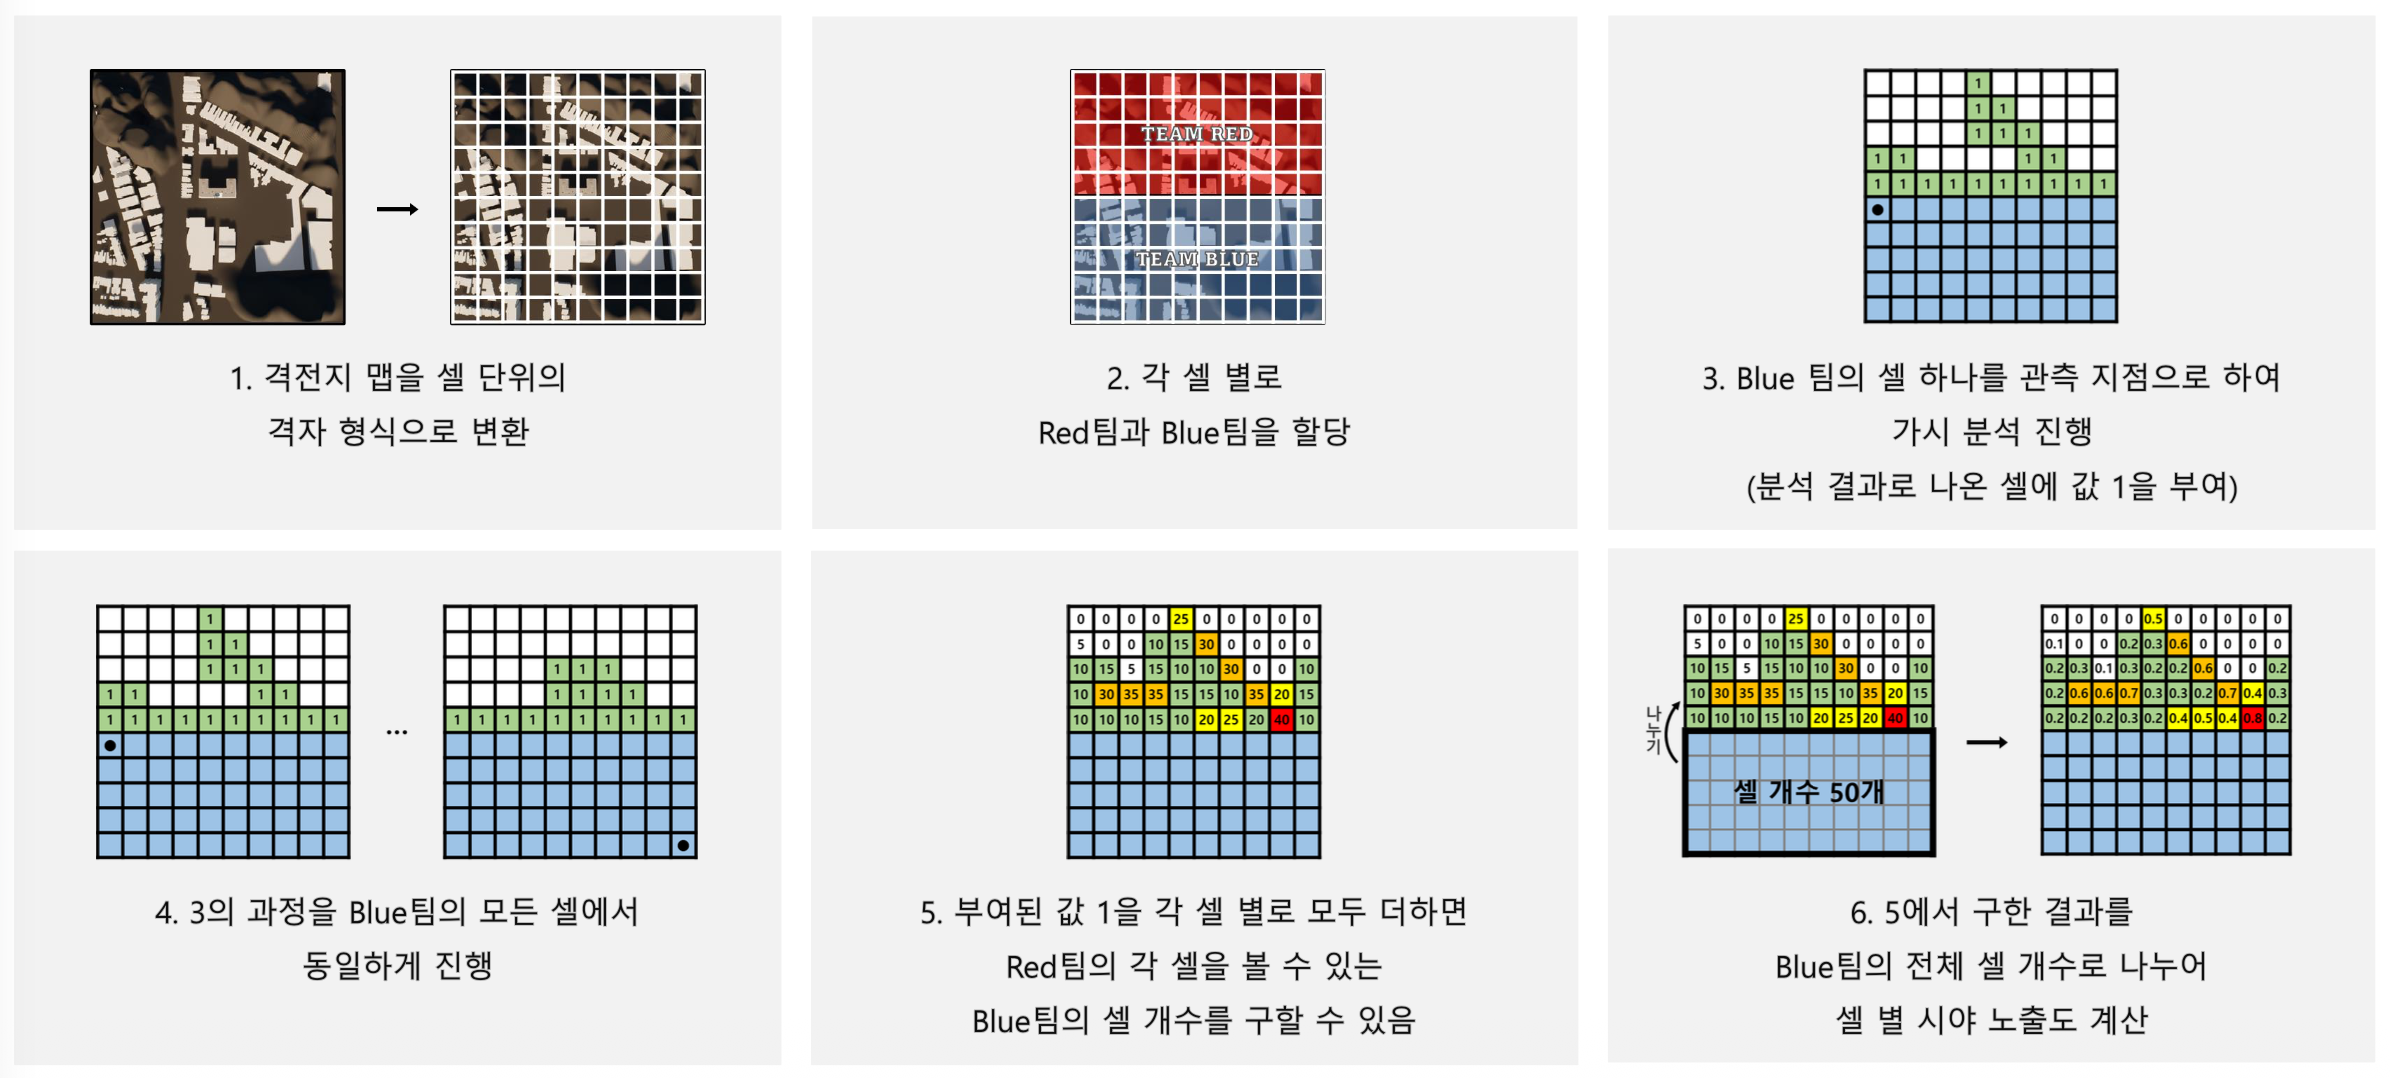 1. 격전지 맵을 셀 단위의
격자 형식으로 변환
TEAM RED
TEAM BLUE
2. 각 셀 별로
Red팀과 Blue팀을 할당
1
1 1
1 1 1
1 1 1 1
1 1 1 1 1 1 1 1 1 1
3. Blue 팀의 셀 하나를 관측 지점으로 하여
가시 분석 진행
(분석 결과로 나온 셀에 값 1을 부여)
1
1 1
1 1 1
1 1 1 1
1 1 1 1 1 1 1 1 1 1
...
1 1 1
1 1 1 1
1 1 1 1 1 1 1 1 1 1
4. 3의 과정을 Blue팀의 모든 셀에서
동일하게 진행
0 0 0 0 25 0 0 0 0 0
5 0 0 10 15 30 0 0 0 0
10 15 5 15 10 10 30 0 0 10
10 30 35 35 15 15 10 35 20 15
10 10 10 15 10 20 25 20 40 10
5. 부여된 값 1을 각 셀 별로 모두 더하면
Red팀의 각 셀을 볼 수 있는
Blue팀의 셀 개수를 구할 수 있음
0 0 0 0 25 0 0 0 0 0
5 0 0 10 15 30 0 0 0 0
10 15 5 15 10 10 30 0 0 10
10 30 35 35 15 15 10 35 20 15
10 10 10 15 10 20 25 20 40 10
나누기
셀 개수 50개
0 0 0 0 0.5 0 0 0 0 0
0.1 0 0 0.2 0.3 0.6 0 0 0 0
0.2 0.3 0.1 0.3 0.2 0.2 0.6 0 0 0.2
0.2 0.6 0.6 0.7 0.3 0.3 0.2 0.7 0.4 0.3
0.2 0.2 0.2 0.3 0.2 0.4 0.5 0.4 0.8 0.2
6. 5에서 구한 결과를
Blue팀의 전체 셀 개수로 나누어
셀 별 시야 노출도 계산